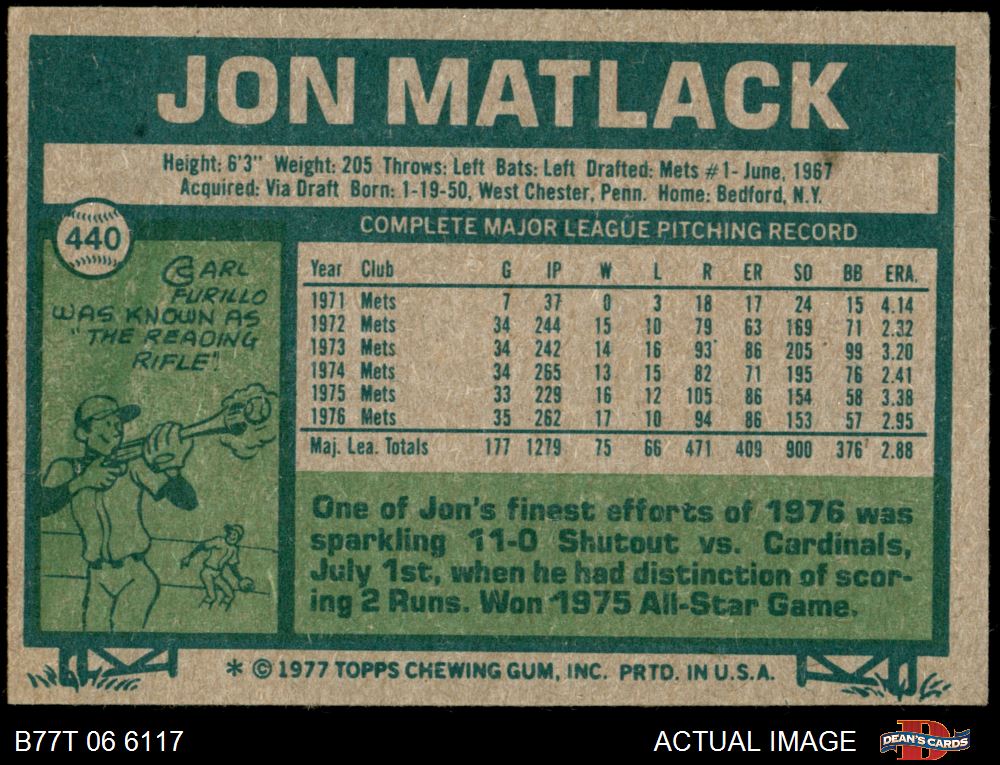 JON MATLACK
Height: 6'3" Weight: 205 Throws: Left Bats: Left Drafted: Mets #1- June, 1967
Acquired: Via Draft Born: 1-19-50, West Chester, Penn. Home: Bedford, N.Y.
440
CARL
FURILLO
WAS KNOWN AS
"THE READING
RIFLE".
COMPLETE MAJOR LEAGUE PITCHING RECORD
Year Club G IP W L R ER SO BB ERA.
1971 Mets 7 37 0 3 18 17 24 15 4.14
1972 Mets 34 244 15 10 79 63 169 71 2.32
1973 Mets 34 242 14 16 93 86 205 99 3.20
1974 Mets 34 265 13 15 82 71 195 76 2.41
1975 Mets 33 229 16 12 105 86 154 58 3.38
1976 Mets 35 262 17 10 94 86 153 57 2.95
Maj. Lea. Totals 177 1279 75 66 471 409 900 376 2.88
One of Jon's finest efforts of 1976 was
sparkling 11-0 Shutout vs. Cardinals,
July 1st, when he had distinction of scor-
ing 2 Runs. Won 1975 All-Star Game.
* © 1977 TOPPS CHEWING GUM, INC. PRTD. IN U.S.A.
B77T 06 6117
ACTUAL IMAGE
D
DEAN'S CARDS